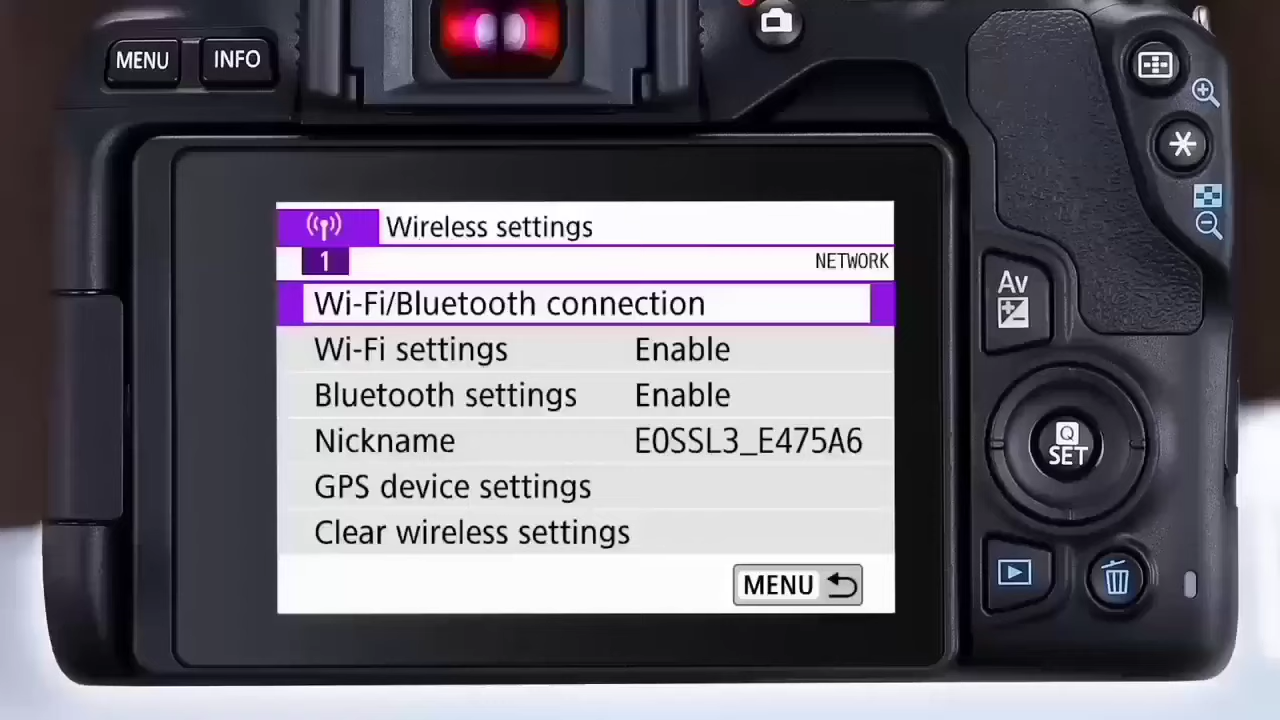 MENU INFO
Wireless settings
1
NETWORK
Wi-Fi/Bluetooth connection
Wi-Fi settings Enable
Bluetooth settings Enable
Nickname E0SSL3_E475A6
GPS device settings
Clear wireless settings
MENU
Av
Q
SET